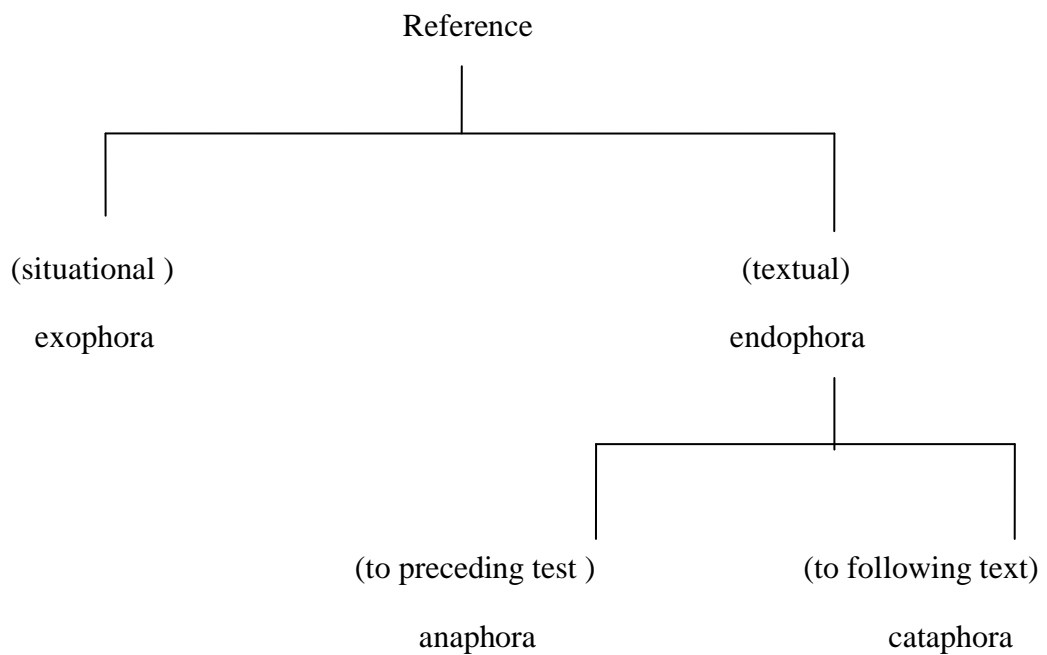 Reference
(situational )
(textual)
exophora
endophora
(to preceding test )
(to following text)
anaphora
cataphora